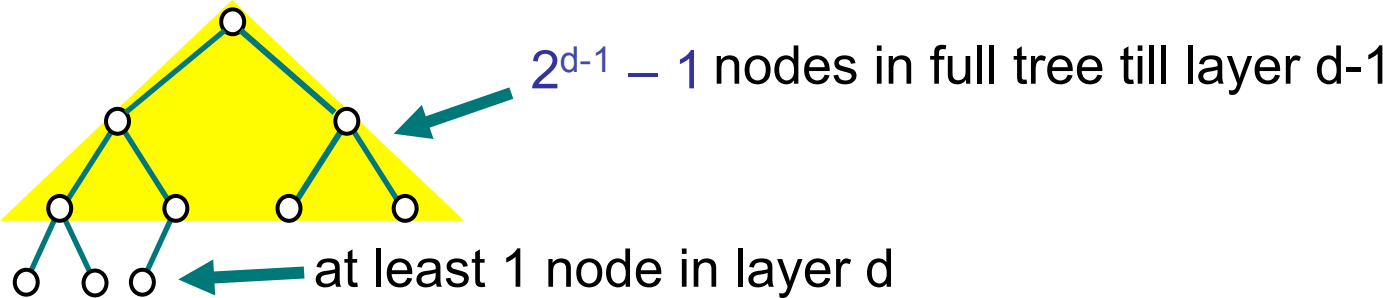 2^{d-1} – 1 nodes in full tree till layer d-1
at least 1 node in layer d